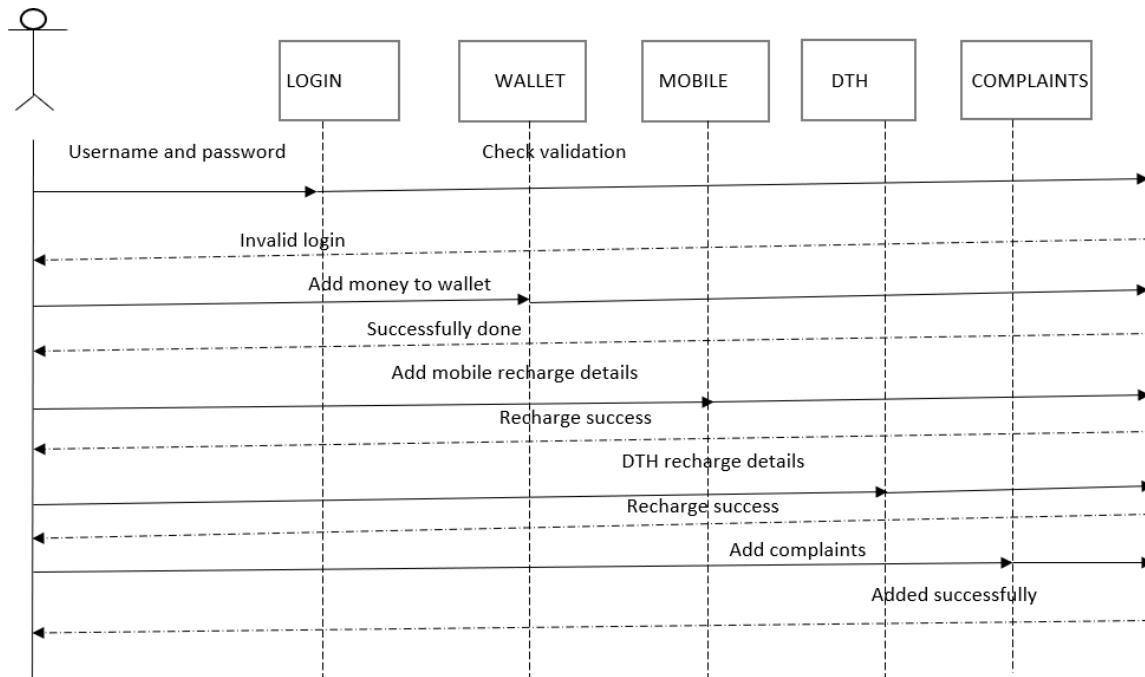 LOGIN
WALLET
MOBILE
DTH
COMPLAINTS
Username and password
Check validation
Invalid login
Add money to wallet
Successfully done
Add mobile recharge details
Recharge success
DTH recharge details
Recharge success
Add complaints
Added successfully